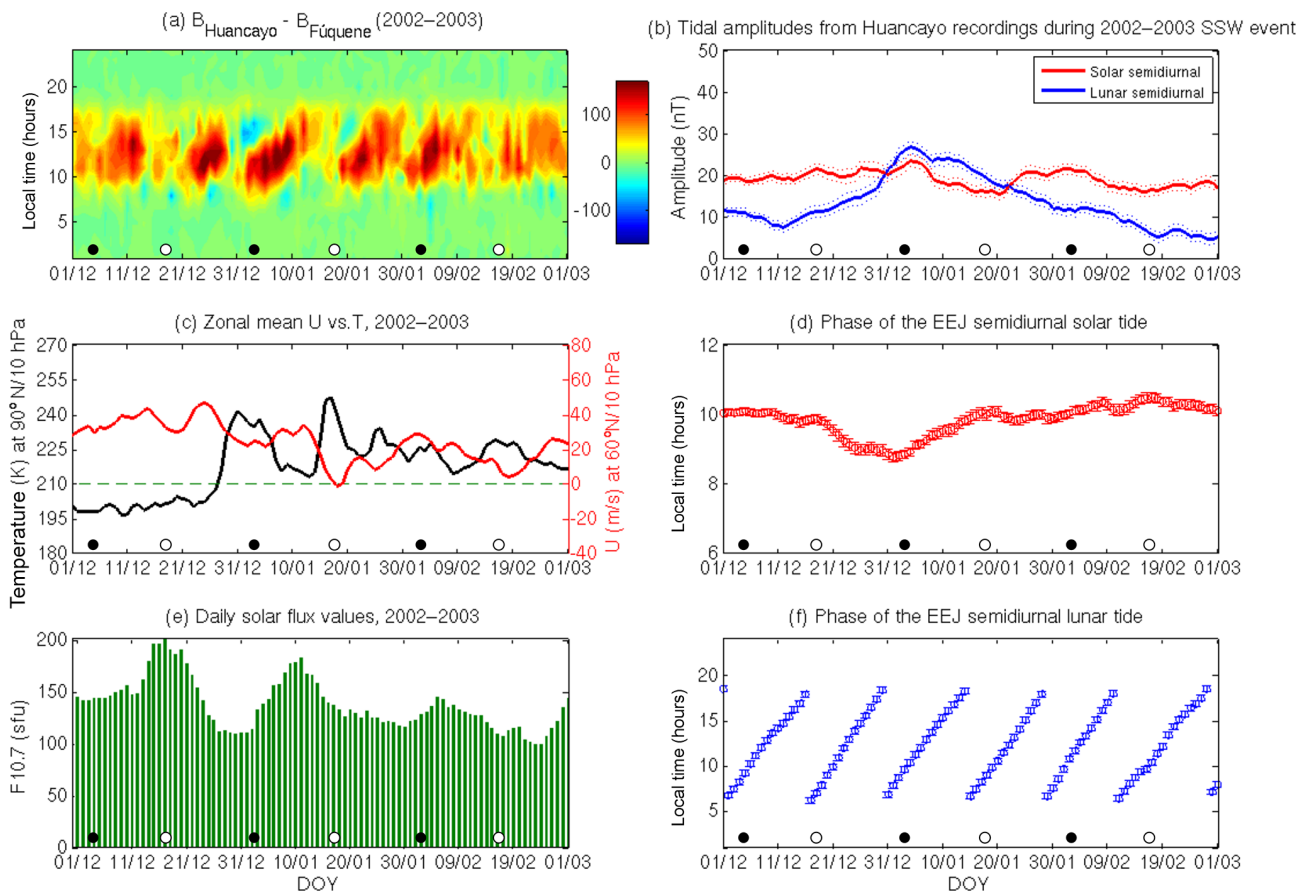 (a) B_Huancayo - B_Fúquene (2002–2003)
Local time (hours)
20
15
10
5
01/12 11/12 21/12 31/12 10/01 20/01 30/01 09/02 19/02 01/03
100
0
-100
(b) Tidal amplitudes from Huancayo recordings during 2002–2003 SSW event
Amplitude (nT)
50
40
30
20
10
0
Solar semidiurnal
Lunar semidiurnal
01/12 11/12 21/12 31/12 10/01 20/01 30/01 09/02 19/02 01/03
(c) Zonal mean U vs.T, 2002–2003
Temperature (K) at 90° N/10 hPa
270
255
240
225
210
195
180
80
60
40
20
0
-20
-40
U (m/s) at 60°N/10 hPa
01/12 11/12 21/12 31/12 10/01 20/01 30/01 09/02 19/02 01/03
(d) Phase of the EEJ semidiurnal solar tide
Local time (hours)
12
10
8
6
01/12 11/12 21/12 31/12 10/01 20/01 30/01 09/02 19/02 01/03
(e) Daily solar flux values, 2002–2003
F10.7 (sfu)
200
150
100
50
0
01/12 11/12 21/12 31/12 10/01 20/01 30/01 09/02 19/02 01/03
DOY
(f) Phase of the EEJ semidiurnal lunar tide
Local time (hours)
20
15
10
5
01/12 11/12 21/12 31/12 10/01 20/01 30/01 09/02 19/02 01/03
DOY